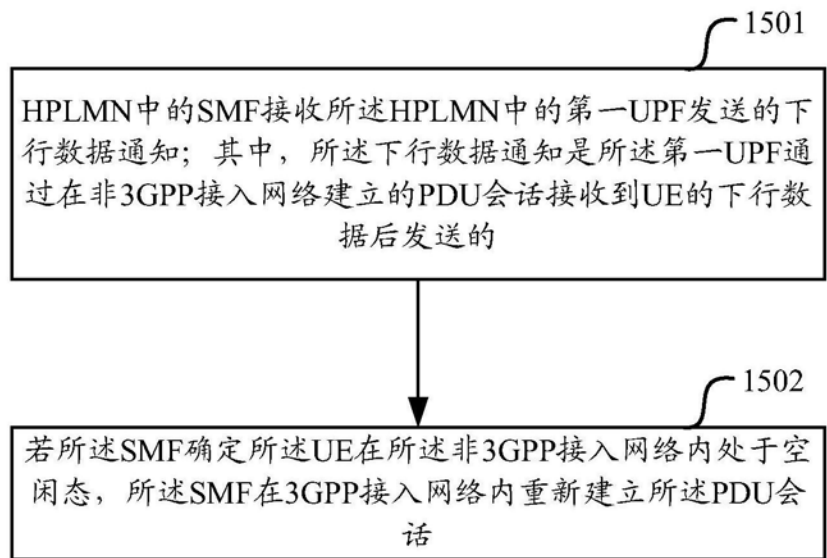 1501
HPLMN中的SMF接收所述HPLMN中的第一UPF发送的下
行数据通知；其中，所述下行数据通知是所述第一UPF通
过在非3GPP接入网络建立的PDU会话接收到UE的下行数
据后发送的
1502
若所述SMF确定所述UE在所述非3GPP接入网络内处于空
闲态，所述SMF在3GPP接入网络内重新建立所述PDU会
话